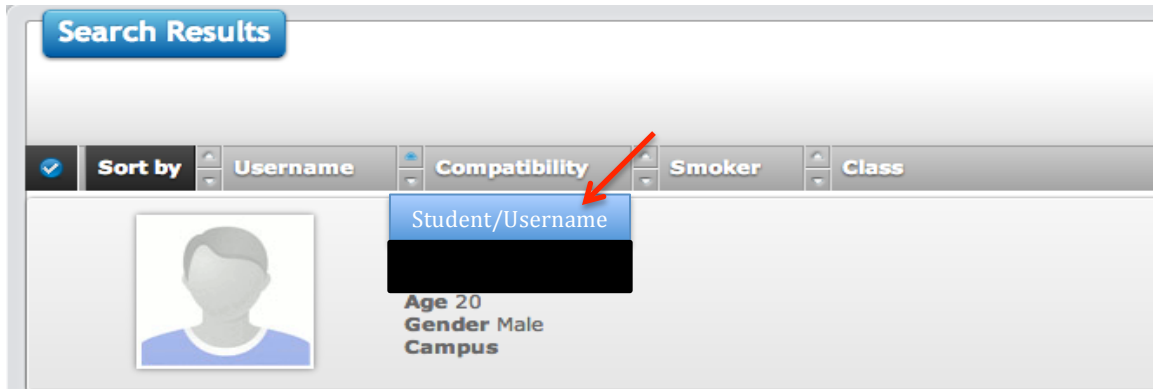 Search Results
Sort by Username Compatibility Smoker Class
Student/Username
Age 20
Gender Male
Campus